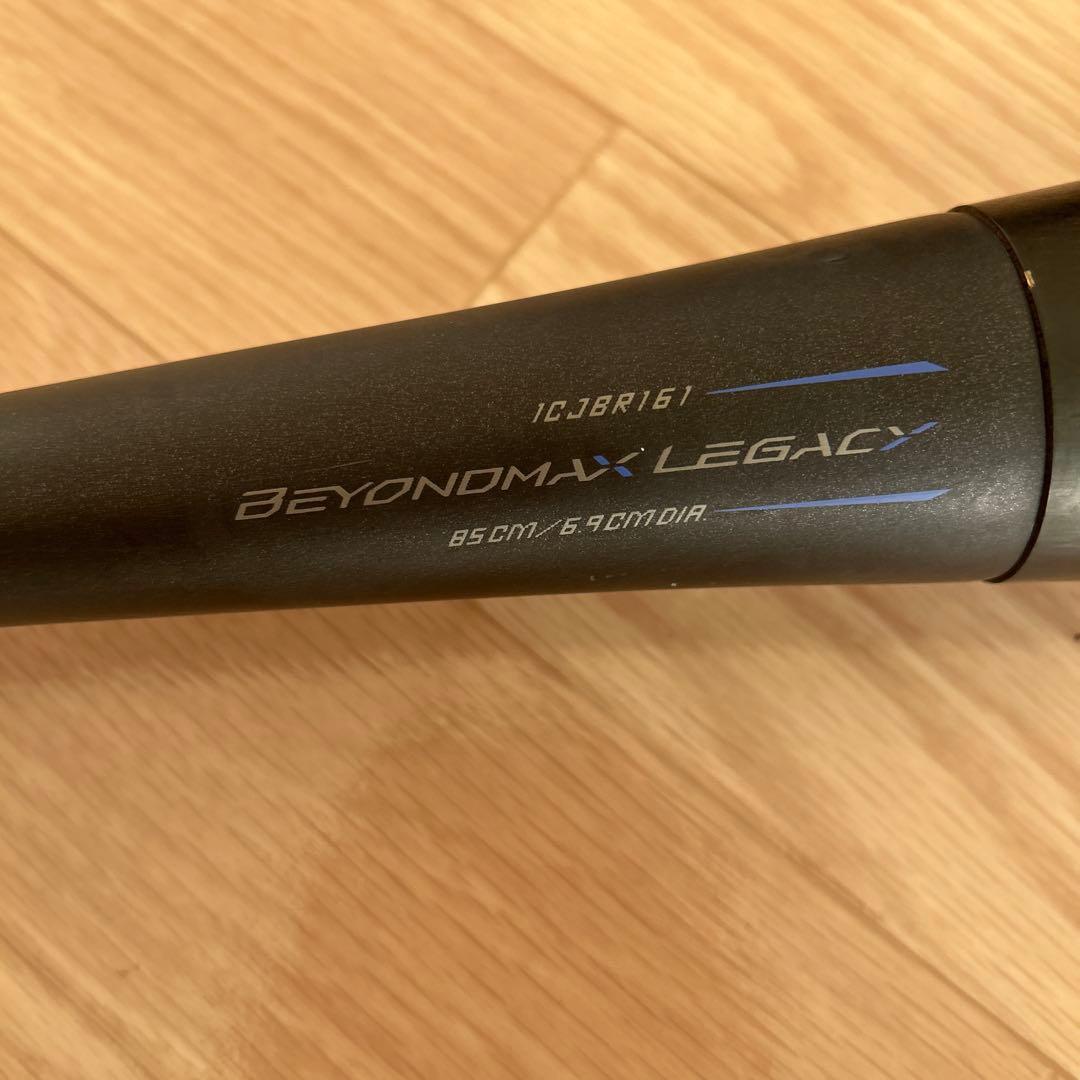 1CJBR161
BEYONDMAX LEGACY
85CM/6.9CM DIA.